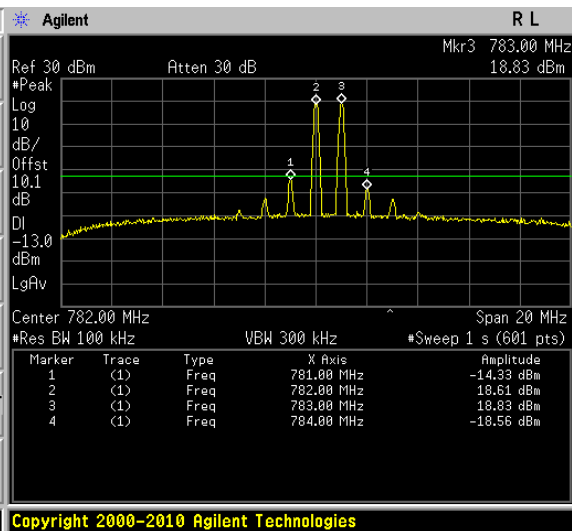 Agilent R L
Mkr3 783.00 MHz
Ref 30 dBm Atten 30 dB 18.83 dBm
#Peak
Log
10
dB/
Offst
10.1
dB
DI
-13.0
dBm
LgAv
1
2
3
4
Center 782.00 MHz Span 20 MHz
#Res BW 100 kHz VBW 300 kHz #Sweep 1 s (601 pts)
Marker Trace Type X Axis Amplitude
1 (1) Freq 781.00 MHz -14.33 dBm
2 (1) Freq 782.00 MHz 18.61 dBm
3 (1) Freq 783.00 MHz 18.83 dBm
4 (1) Freq 784.00 MHz -18.56 dBm
Copyright 2000-2010 Agilent Technologies